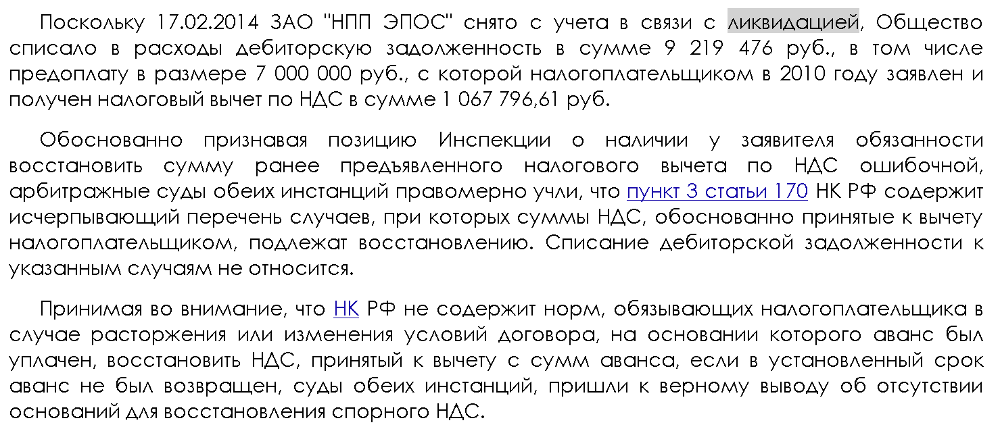 Поскольку 17.02.2014 ЗАО "НПП ЭПОС" снято с учета в связи с ликвидацией, Общество
списало в расходы дебиторскую задолженность в сумме 9 219 476 руб., в том числе
предоплату в размере 7 000 000 руб., с которой налогоплательщиком в 2010 году заявлен и
получен налоговый вычет по НДС в сумме 1 067 796,61 руб.
Обоснованно признавая позицию Инспекции о наличии у заявителя обязанности
восстановить сумму ранее предъявленного налогового вычета по НДС ошибочной,
арбитражные суды обеих инстанций правомерно учли, что пункт 3 статьи 170 НК РФ содержит
исчерпывающий перечень случаев, при которых суммы НДС, обоснованно принятые к вычету
налогоплательщиком, подлежат восстановлению. Списание дебиторской задолженности к
указанным случаям не относится.
Принимая во внимание, что НК РФ не содержит норм, обязывающих налогоплательщика в
случае расторжения или изменения условий договора, на основании которого аванс был
уплачен, восстановить НДС, принятый к вычету с сумм аванса, если в установленный срок
аванс не был возвращен, суды обеих инстанций, пришли к верному выводу об отсутствии
оснований для восстановления спорного НДС.